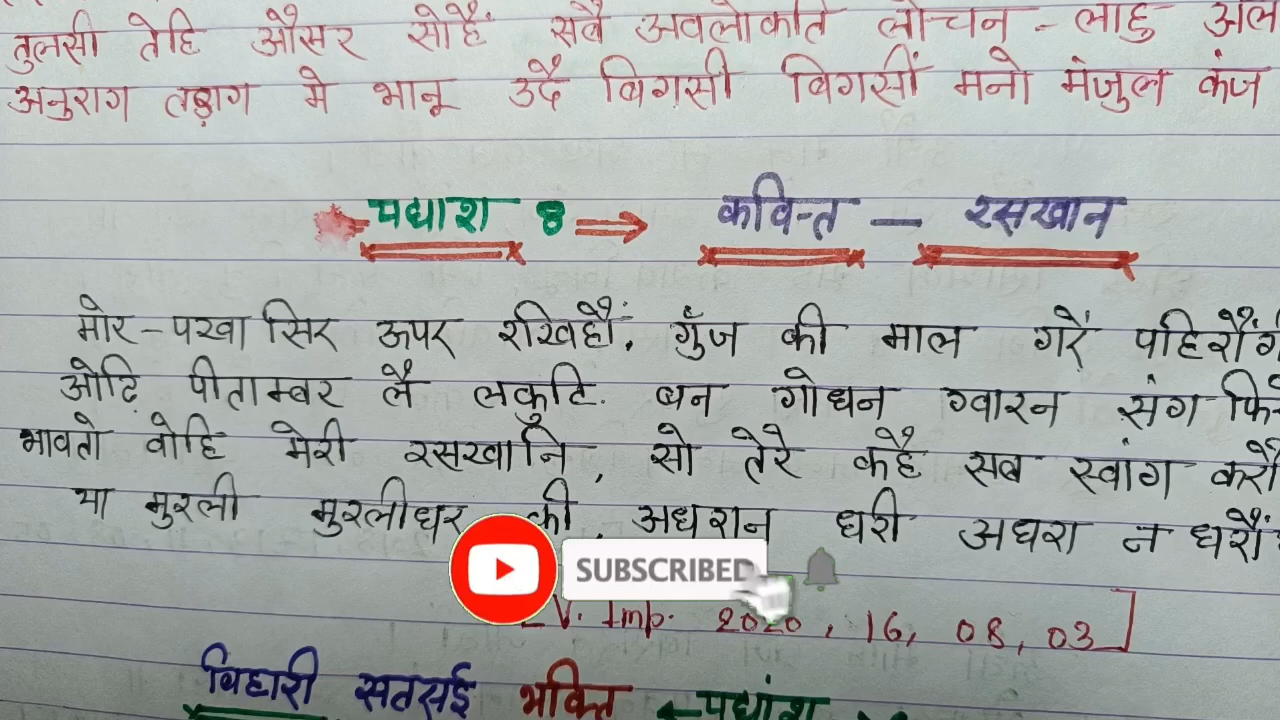 तुलसी तेहि औसर सोहैं सबै अवलोकति लोचन - लाहु अल
अनुराग तड़ाग मे भानू उदै बिगसी बिगसीं मनो मंजुल कंज
पद्याश 8 ⇒ कवि-त — रसखान
मोर-पखा सिर ऊपर रखिहौं, गुँज की माल गरें पहिरौंगी
ओढ़ि पीताम्बर लै लकुटि. बन गोधन ग्वारन संग फि
भावतो वोहि मेरी रसखानि, सो तेरे कहै सब स्वांग करौं
या मुरली मुरलीधर की, अधरान धरी अधरा न धरौं
SUBSCRIBED
V. Imp. 2020, 16, 08, 03]
बिहारी सतसई भक्ति ← पद्यांश